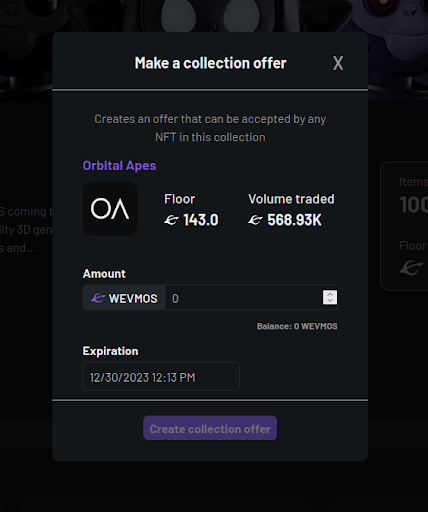 Make a collection offer
X
Creates an offer that can be accepted by any
NFT in this collection
Orbital Apes
OA
Floor
143.0
Volume traded
568.93K
Amount
WEVMOS
0
Balance: 0 WEVMOS
Expiration
12/30/2023 12:13 PM
Create collection offer
S coming t
lity 3D gen
s and...
Items
100
Floor